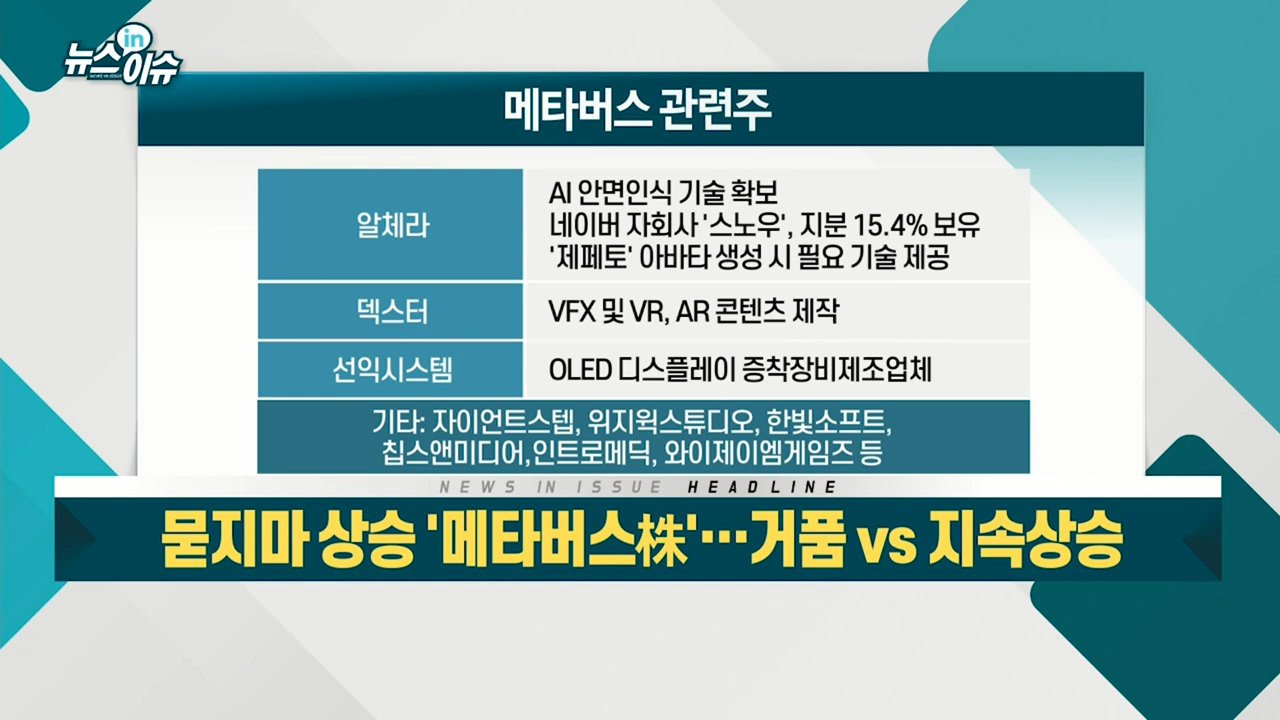 뉴스in이슈
메타버스 관련주
알체라
AI 안면인식 기술 확보
네이버 자회사 '스노우', 지분 15.4% 보유
'제페토' 아바타 생성 시 필요 기술 제공
덱스터
VFX 및 VR, AR 콘텐츠 제작
선익시스템
OLED 디스플레이 증착장비제조업체
기타: 자이언트스텝, 위지윅스튜디오, 한빛소프트,
칩스앤미디어,인트로메딕, 와이제이엠게임즈 등
NEWS IN ISSUE HEADLINE
묻지마 상승 '메타버스株'…거품 vs 지속상승